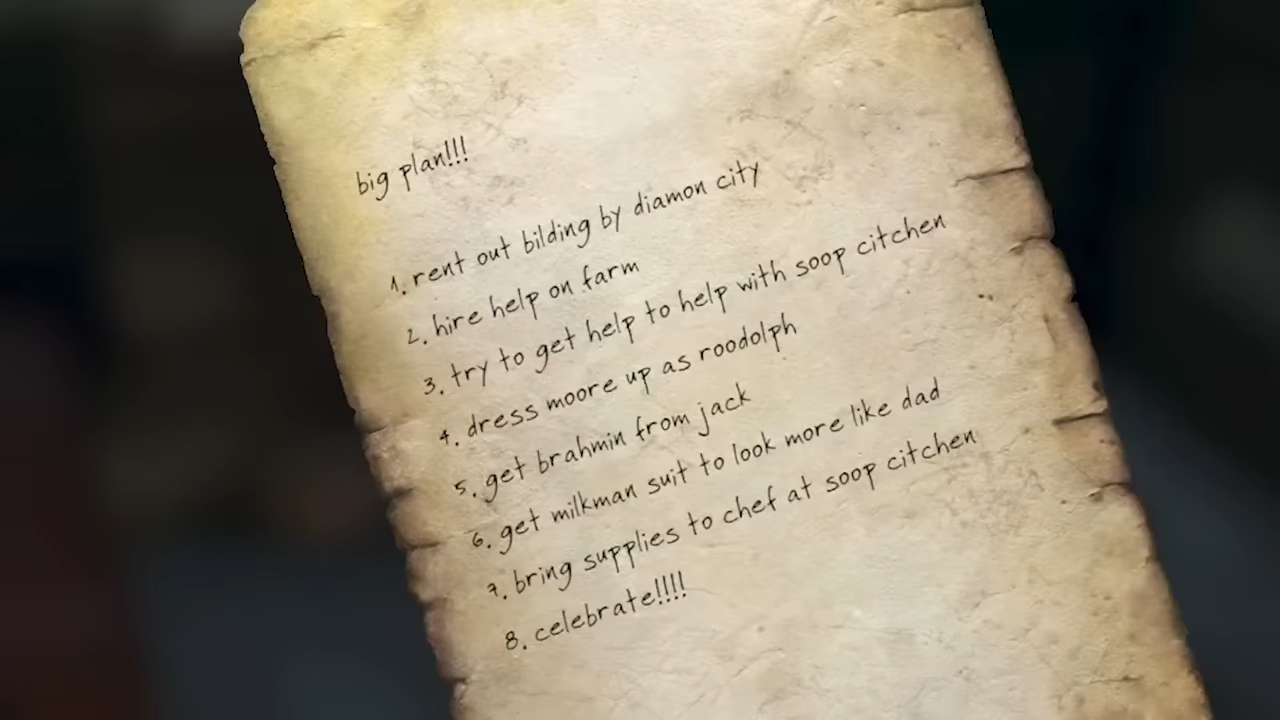 big plan!!!
1. rent out bilding by diamon city
2. hire help on farm
3. try to get help to help with soop citchen
4. dress moore up as roodolph
5. get brahmin from jack
6. get milkman suit to look more like dad
7. bring supplies to chef at soop citchen
8. celebrate!!!!